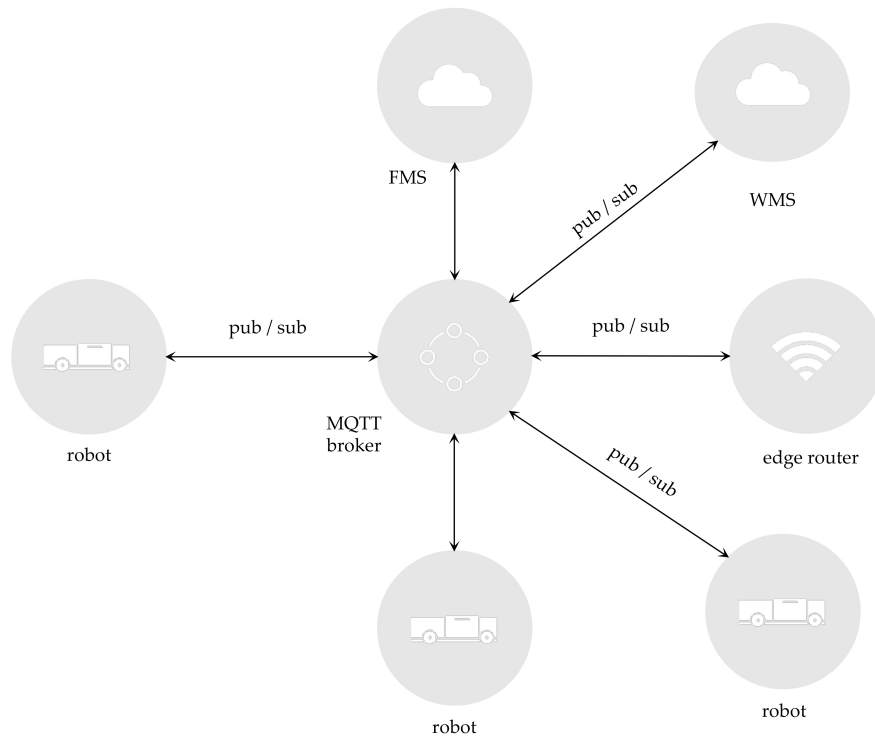 FMS
WMS
pub / sub
pub / sub
pub / sub
MQTT
broker
robot
edge router
pub / sub
robot
robot